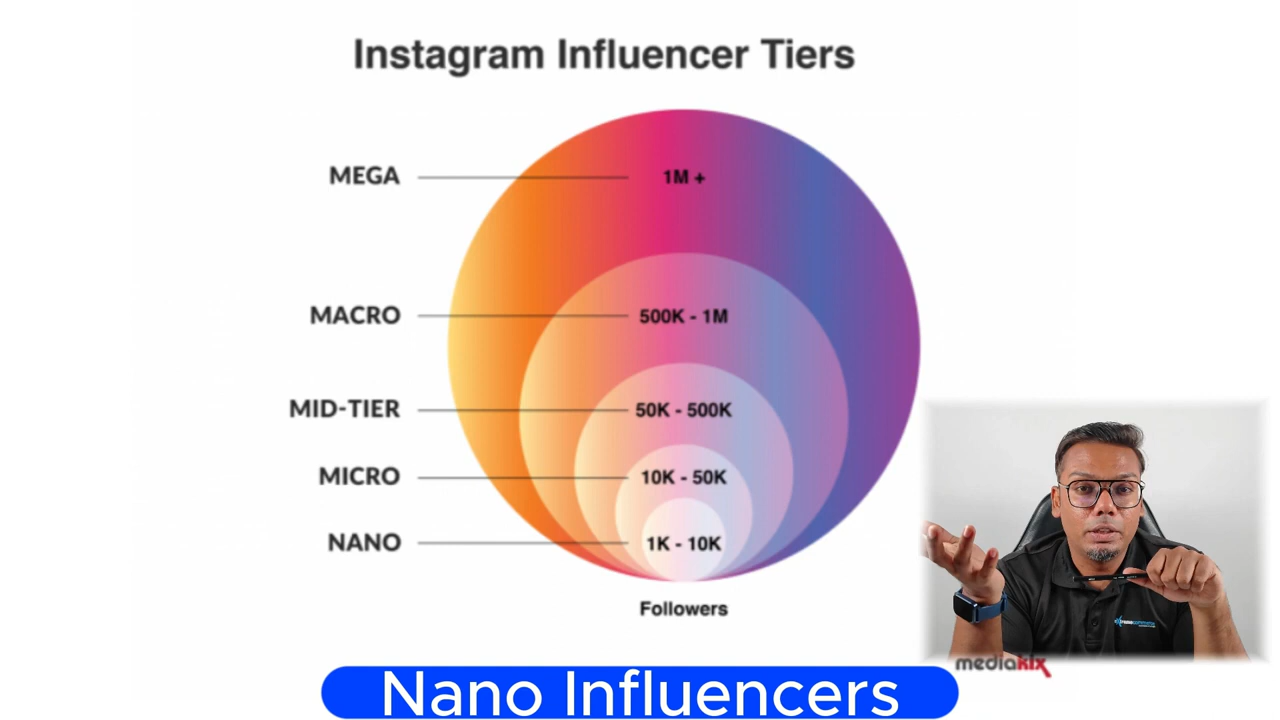 Instagram Influencer Tiers
MEGA
1M +
MACRO
500K - 1M
MID-TIER
50K - 500K
MICRO
10K - 50K
NANO
1K - 10K
Followers
mediakix
Nano Influencers